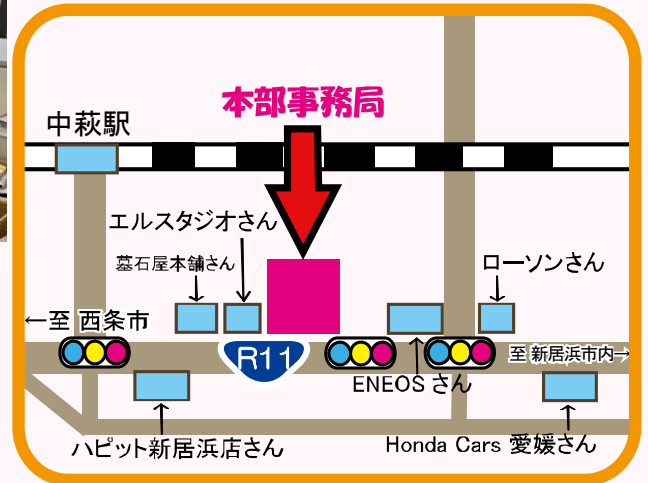 本部事務局
中萩駅
エルスタジオさん
墓石屋本舗さん
ローソンさん
←至 西条市
R11
至 新居浜市内→
ENEOSさん
ハピット新居浜店さん
Honda Cars 愛媛さん